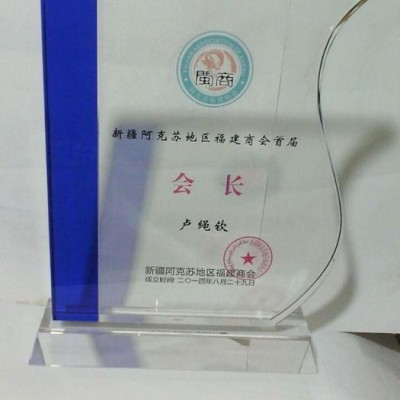 閩商
新疆阿克苏地区福建商会首届
会长
卢绳钦
新疆阿克苏地区福建商会
成立时间 二〇一四年八月二十九日